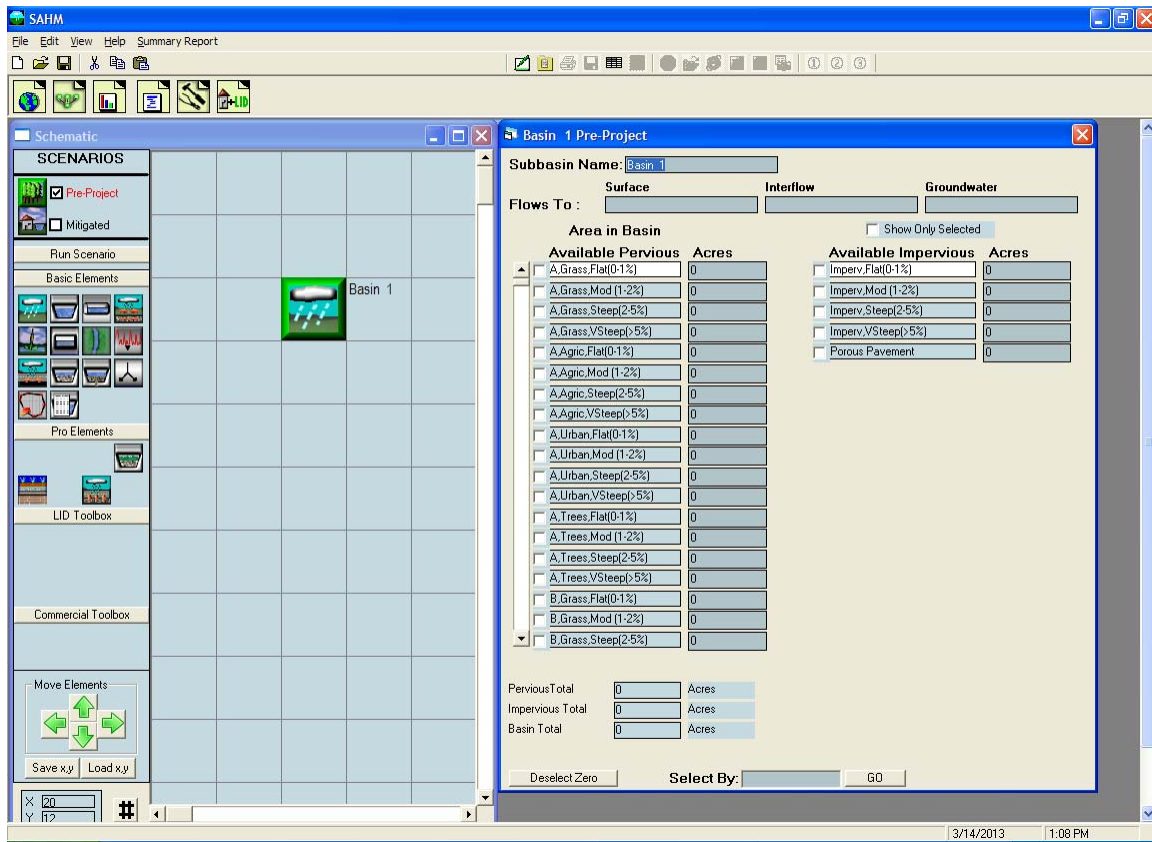 SAHM
File Edit View Help Summary Report
① ② ③
+LID
Schematic
SCENARIOS
Pre-Project
Mitigated
Run Scenario
Basic Elements
Pro Elements
LID Toolbox
Commercial Toolbox
Move Elements
Save x,y Load x,y
X 20
Y 12
#
Basin 1
Basin 1 Pre-Project
Subbasin Name: Basin 1
Surface Interflow Groundwater
Flows To :
Area in Basin Show Only Selected
Available Pervious Acres Available Impervious Acres
A,Grass,Flat(0-1%) 0 Imperv,Flat(0-1%) 0
A,Grass,Mod (1-2%) 0 Imperv,Mod (1-2%) 0
A,Grass,Steep(2-5%) 0 Imperv,Steep(2-5%) 0
A,Grass,VSteep(>5%) 0 Imperv,VSteep(>5%) 0
A,Agric,Flat(0-1%) 0 Porous Pavement 0
A,Agric,Mod (1-2%) 0
A,Agric,Steep(2-5%) 0
A,Agric,VSteep(>5%) 0
A,Urban,Flat(0-1%) 0
A,Urban,Mod (1-2%) 0
A,Urban,Steep(2-5%) 0
A,Urban,VSteep(>5%) 0
A,Trees,Flat(0-1%) 0
A,Trees,Mod (1-2%) 0
A,Trees,Steep(2-5%) 0
A,Trees,VSteep(>5%) 0
B,Grass,Flat(0-1%) 0
B,Grass,Mod (1-2%) 0
B,Grass,Steep(2-5%) 0
PerviousTotal 0 Acres
Impervious Total 0 Acres
Basin Total 0 Acres
Deselect Zero Select By: GO
3/14/2013 1:08 PM